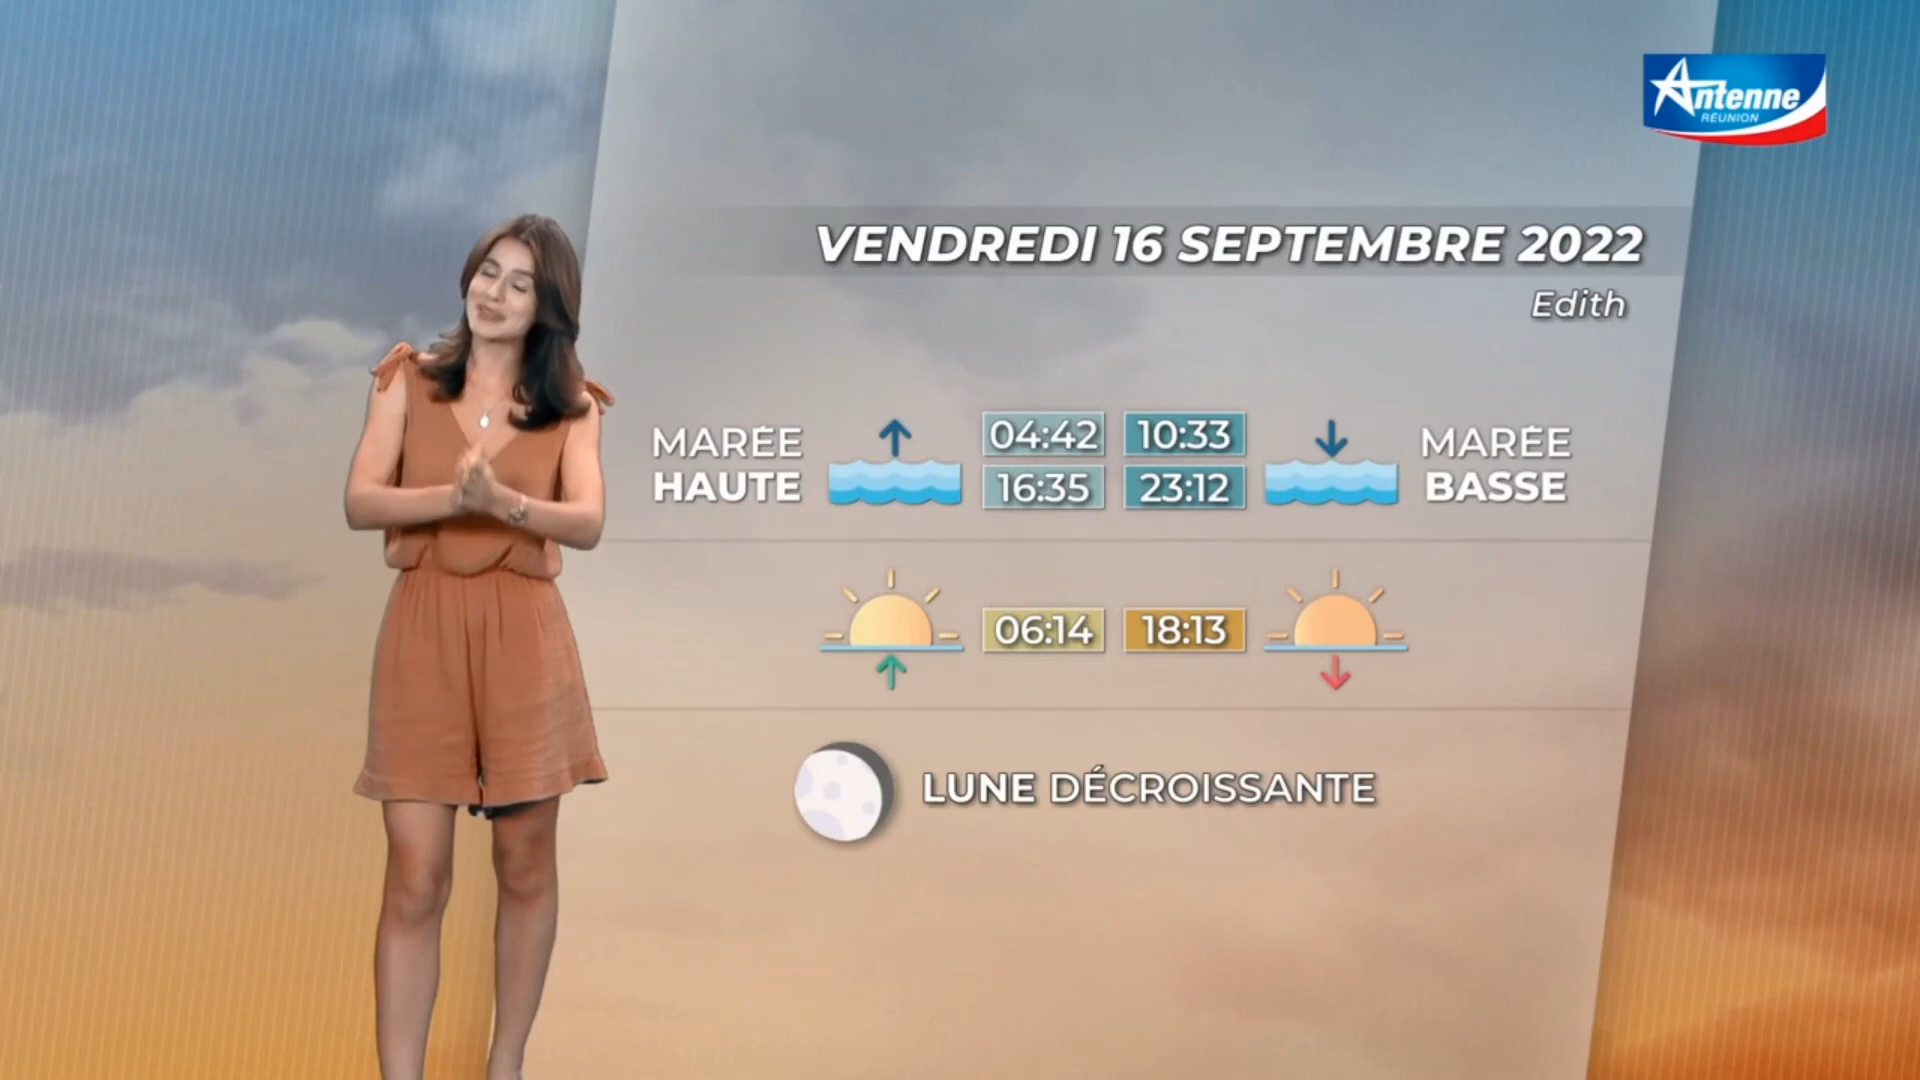 Antenne
RÉUNION
VENDREDI 16 SEPTEMBRE 2022
Edith
MARÉE
HAUTE
04:42 10:33
16:35 23:12
MARÉE
BASSE
06:14 18:13
LUNE DÉCROISSANTE